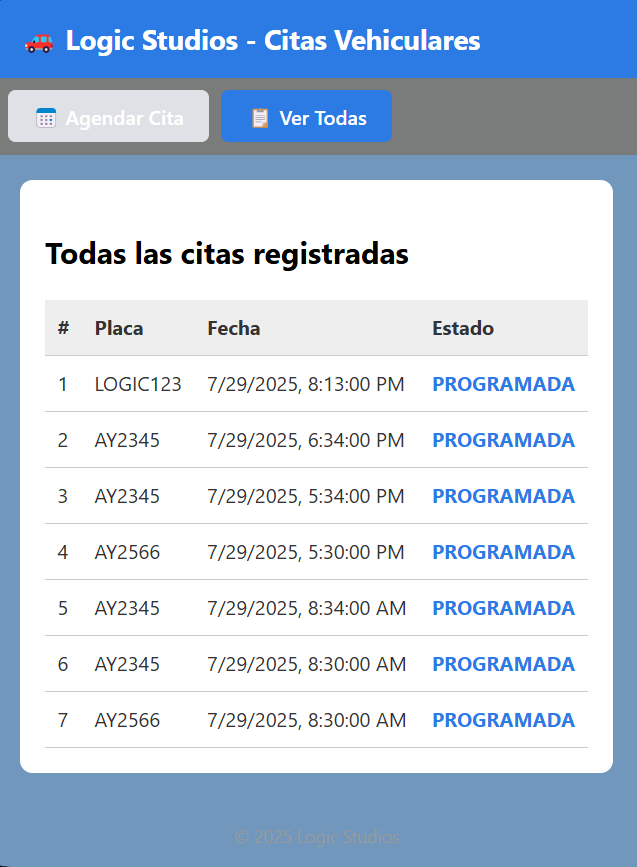 Logic Studios - Citas Vehiculares
Agendar Cita
Ver Todas
Todas las citas registradas
# Placa Fecha Estado
1 LOGIC123 7/29/2025, 8:13:00 PM PROGRAMADA
2 AY2345 7/29/2025, 6:34:00 PM PROGRAMADA
3 AY2345 7/29/2025, 5:34:00 PM PROGRAMADA
4 AY2566 7/29/2025, 5:30:00 PM PROGRAMADA
5 AY2345 7/29/2025, 8:34:00 AM PROGRAMADA
6 AY2345 7/29/2025, 8:30:00 AM PROGRAMADA
7 AY2566 7/29/2025, 8:30:00 AM PROGRAMADA
© 2025 Logic Studios